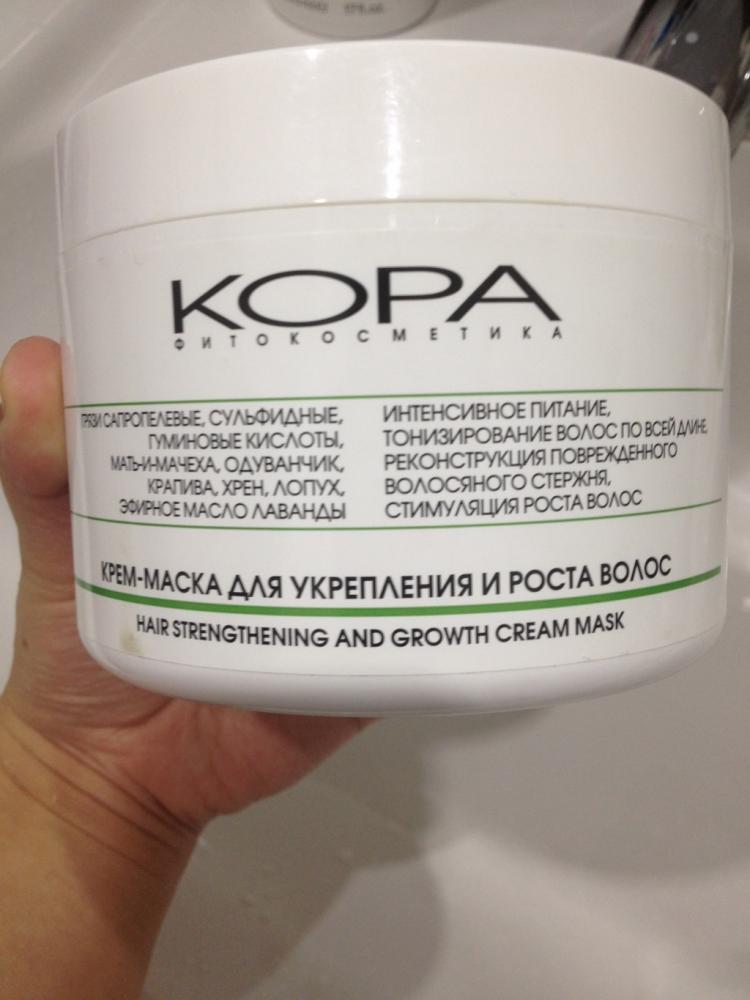 КОРА
ФИТОКОСМЕТИКА
ГРЯЗИ САПРОПЕЛЕВЫЕ, СУЛЬФИДНЫЕ,
ГУМИНОВЫЕ КИСЛОТЫ,
МАТЬ-И-МАЧЕХА, ОДУВАНЧИК,
КРАПИВА, ХРЕН, ЛОПУХ,
ЭФИРНОЕ МАСЛО ЛАВАНДЫ
ИНТЕНСИВНОЕ ПИТАНИЕ,
ТОНИЗИРОВАНИЕ ВОЛОС ПО ВСЕЙ ДЛИНЕ,
РЕКОНСТРУКЦИЯ ПОВРЕЖДЕННОГО
ВОЛОСЯНОГО СТЕРЖНЯ,
СТИМУЛЯЦИЯ РОСТА ВОЛОС
КРЕМ-МАСКА ДЛЯ УКРЕПЛЕНИЯ И РОСТА ВОЛОС
HAIR STRENGTHENING AND GROWTH CREAM MASK